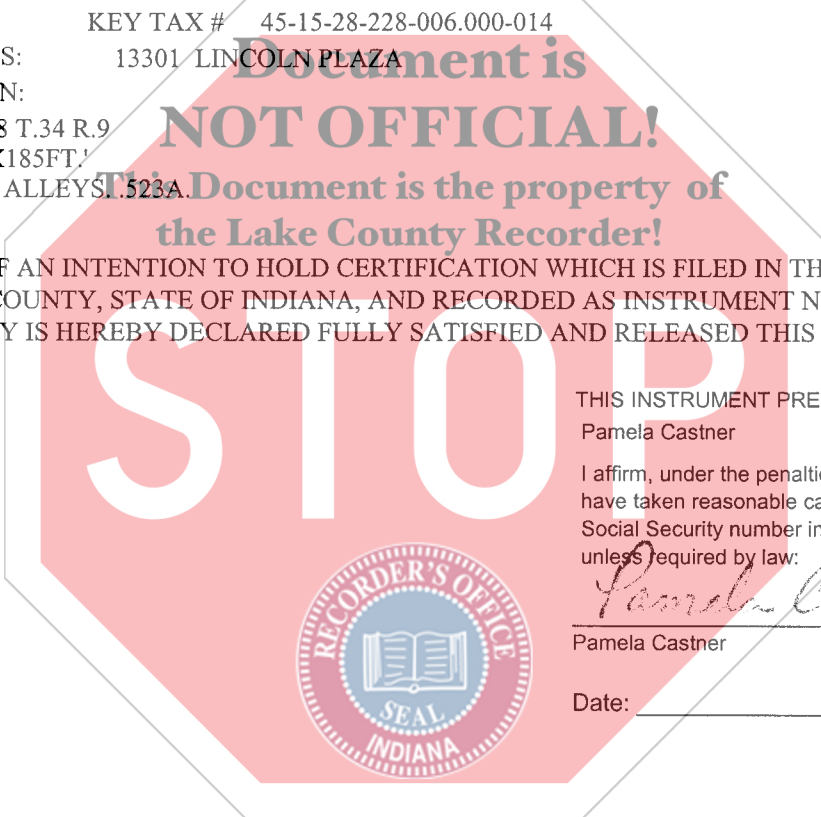 KEY TAX # 45-15-28-228-006.000-014
S: 13301 LINCOLN PLAZA
Document is
N:
8 T.34 R.9
NOT OFFICIAL!
X185FT.'
ALLEYS. .523A.
This Document is the property of
the Lake County Recorder!
F AN INTENTION TO HOLD CERTIFICATION WHICH IS FILED IN TH
COUNTY, STATE OF INDIANA, AND RECORDED AS INSTRUMENT N
Y IS HEREBY DECLARED FULLY SATISFIED AND RELEASED THIS
STOP
THIS INSTRUMENT PRE
Pamela Castner
I affirm, under the penalti
have taken reasonable ca
Social Security number in
unless required by law:
Pamela C
Pamela Castner
Date:
RECORDER'S OFFICE
SEAL
INDIANA